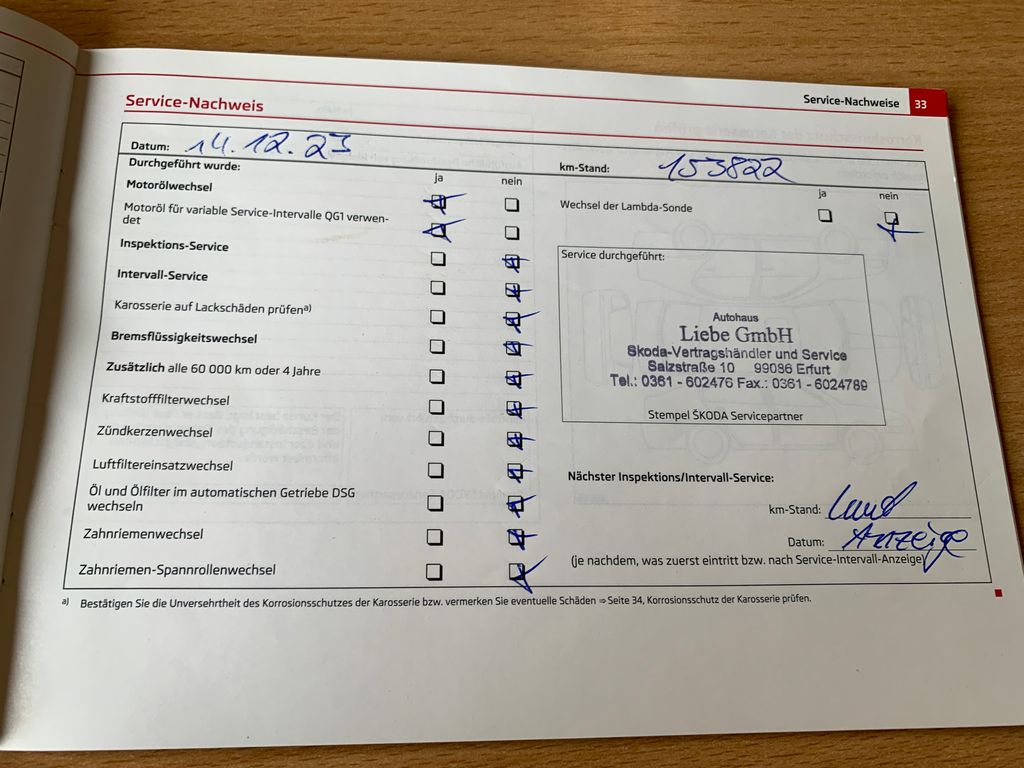 Service-Nachweise 33
Service-Nachweis
Datum: 14.12.23
km-Stand: 153822
Durchgeführt wurde:
ja nein
Motorölwechsel
Motoröl für variable Service-Intervalle QG1 verwen-
det
Inspektions-Service
Intervall-Service
Karosserie auf Lackschäden prüfena)
Bremsflüssigkeitswechsel
Zusätzlich alle 60 000 km oder 4 Jahre
Kraftstofffilterwechsel
Zündkerzenwechsel
Luftfiltereinsatzwechsel
Öl und Ölfilter im automatischen Getriebe DSG
wechseln
Zahnriemenwechsel
Zahnriemen-Spannrollenwechsel
ja nein
Wechsel der Lambda-Sonde
Service durchgeführt:
Autohaus
Liebe GmbH
Skoda-Vertragshändler und Service
Salzstraße 10 99086 Erfurt
Tel.: 0361 - 602476 Fax.: 0361 - 6024789
Stempel ŠKODA Servicepartner
Nächster Inspektions/Intervall-Service:
km-Stand: laut
Datum: Anzeige
(je nachdem, was zuerst eintritt bzw. nach Service-Intervall-Anzeige)
a) Bestätigen Sie die Unversehrtheit des Korrosionsschutzes der Karosserie bzw. vermerken Sie eventuelle Schäden ⇒ Seite 34, Korrosionsschutz der Karosserie prüfen.